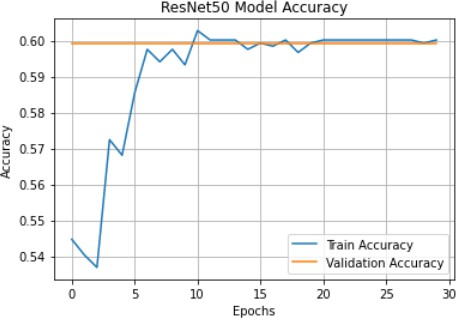 ResNet50 Model Accuracy
0.60
0.59
0.58
0.57
0.56
0.55
0.54
Accuracy
Train Accuracy
Validation Accuracy
0 5 10 15 20 25 30
Epochs